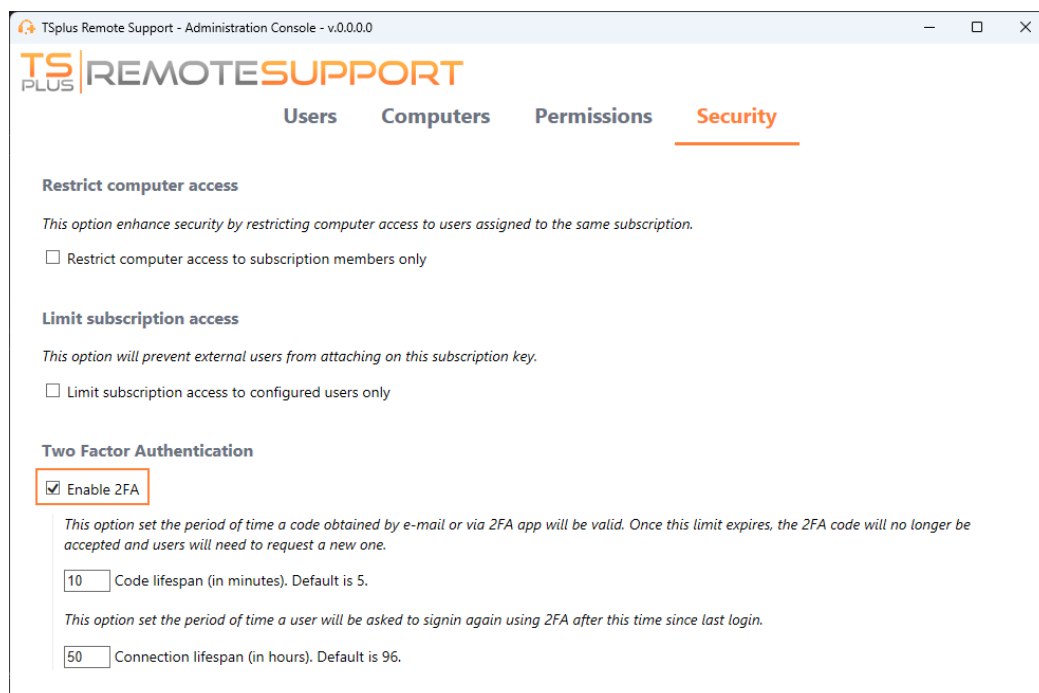 TSplus Remote Support - Administration Console - v.0.0.0.0
TS PLUS REMOTESUPPORT
Users Computers Permissions Security
Restrict computer access
This option enhance security by restricting computer access to users assigned to the same subscription.
Restrict computer access to subscription members only
Limit subscription access
This option will prevent external users from attaching on this subscription key.
Limit subscription access to configured users only
Two Factor Authentication
Enable 2FA
This option set the period of time a code obtained by e-mail or via 2FA app will be valid. Once this limit expires, the 2FA code will no longer be
accepted and users will need to request a new one.
10 Code lifespan (in minutes). Default is 5.
This option set the period of time a user will be asked to signin again using 2FA after this time since last login.
50 Connection lifespan (in hours). Default is 96.